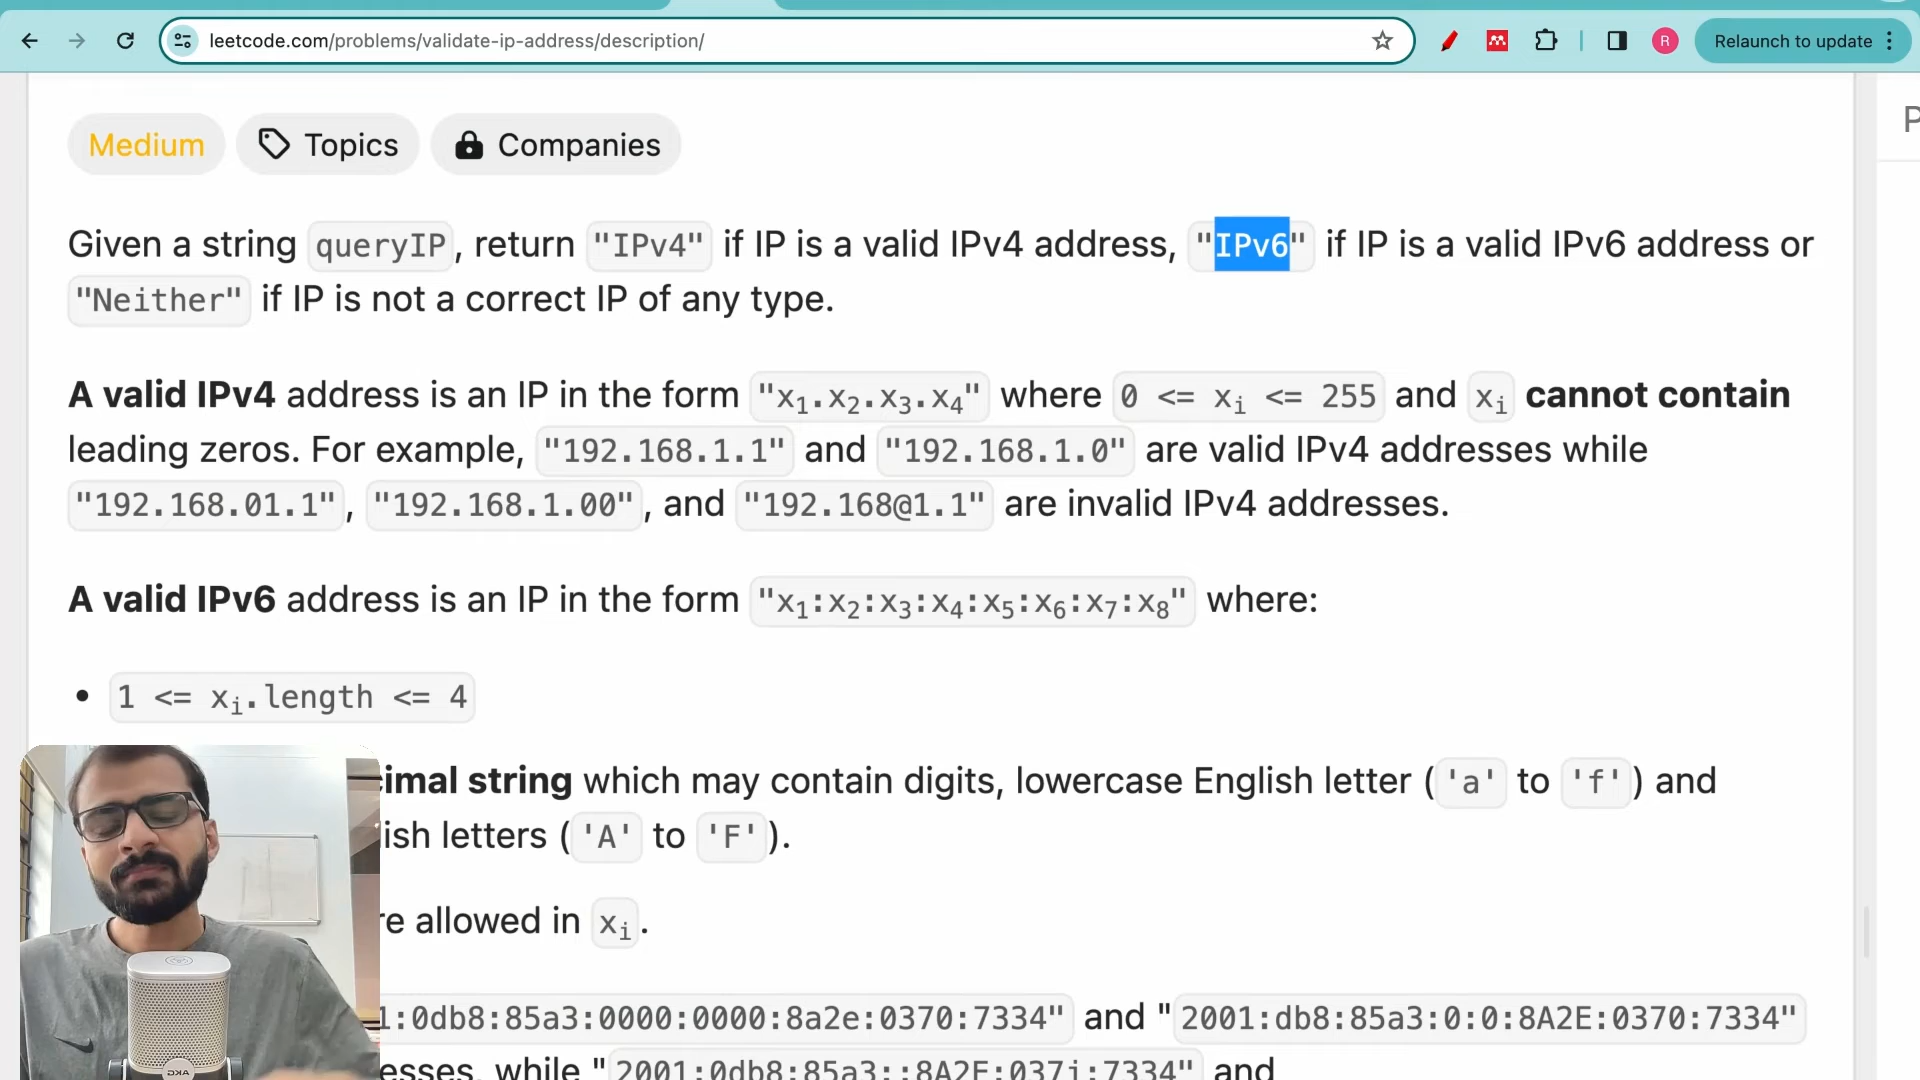 leetcode.com/problems/validate-ip-address/description/
R
Relaunch to update
Medium
Topics
Companies
P
Given a string queryIP, return "IPv4" if IP is a valid IPv4 address, "IPv6" if IP is a valid IPv6 address or
"Neither" if IP is not a correct IP of any type.
A valid IPv4 address is an IP in the form "x1.x2.x3.x4" where 0 <= xi <= 255 and xi cannot contain
leading zeros. For example, "192.168.1.1" and "192.168.1.0" are valid IPv4 addresses while
"192.168.01.1", "192.168.1.00", and "192.168@1.1" are invalid IPv4 addresses.
A valid IPv6 address is an IP in the form "x1:x2:x3:x4:x5:x6:x7:x8" where:
• 1 <= xi.length <= 4
cimal string which may contain digits, lowercase English letter ('a' to 'f') and
ish letters ('A' to 'F').
re allowed in xi.
1:0db8:85a3:0000:0000:8a2e:0370:7334" and "2001:db8:85a3:0:0:8A2E:0370:7334"
esses, while "2001:0db8:85a3::8A2E:037j:7334" and
AKG